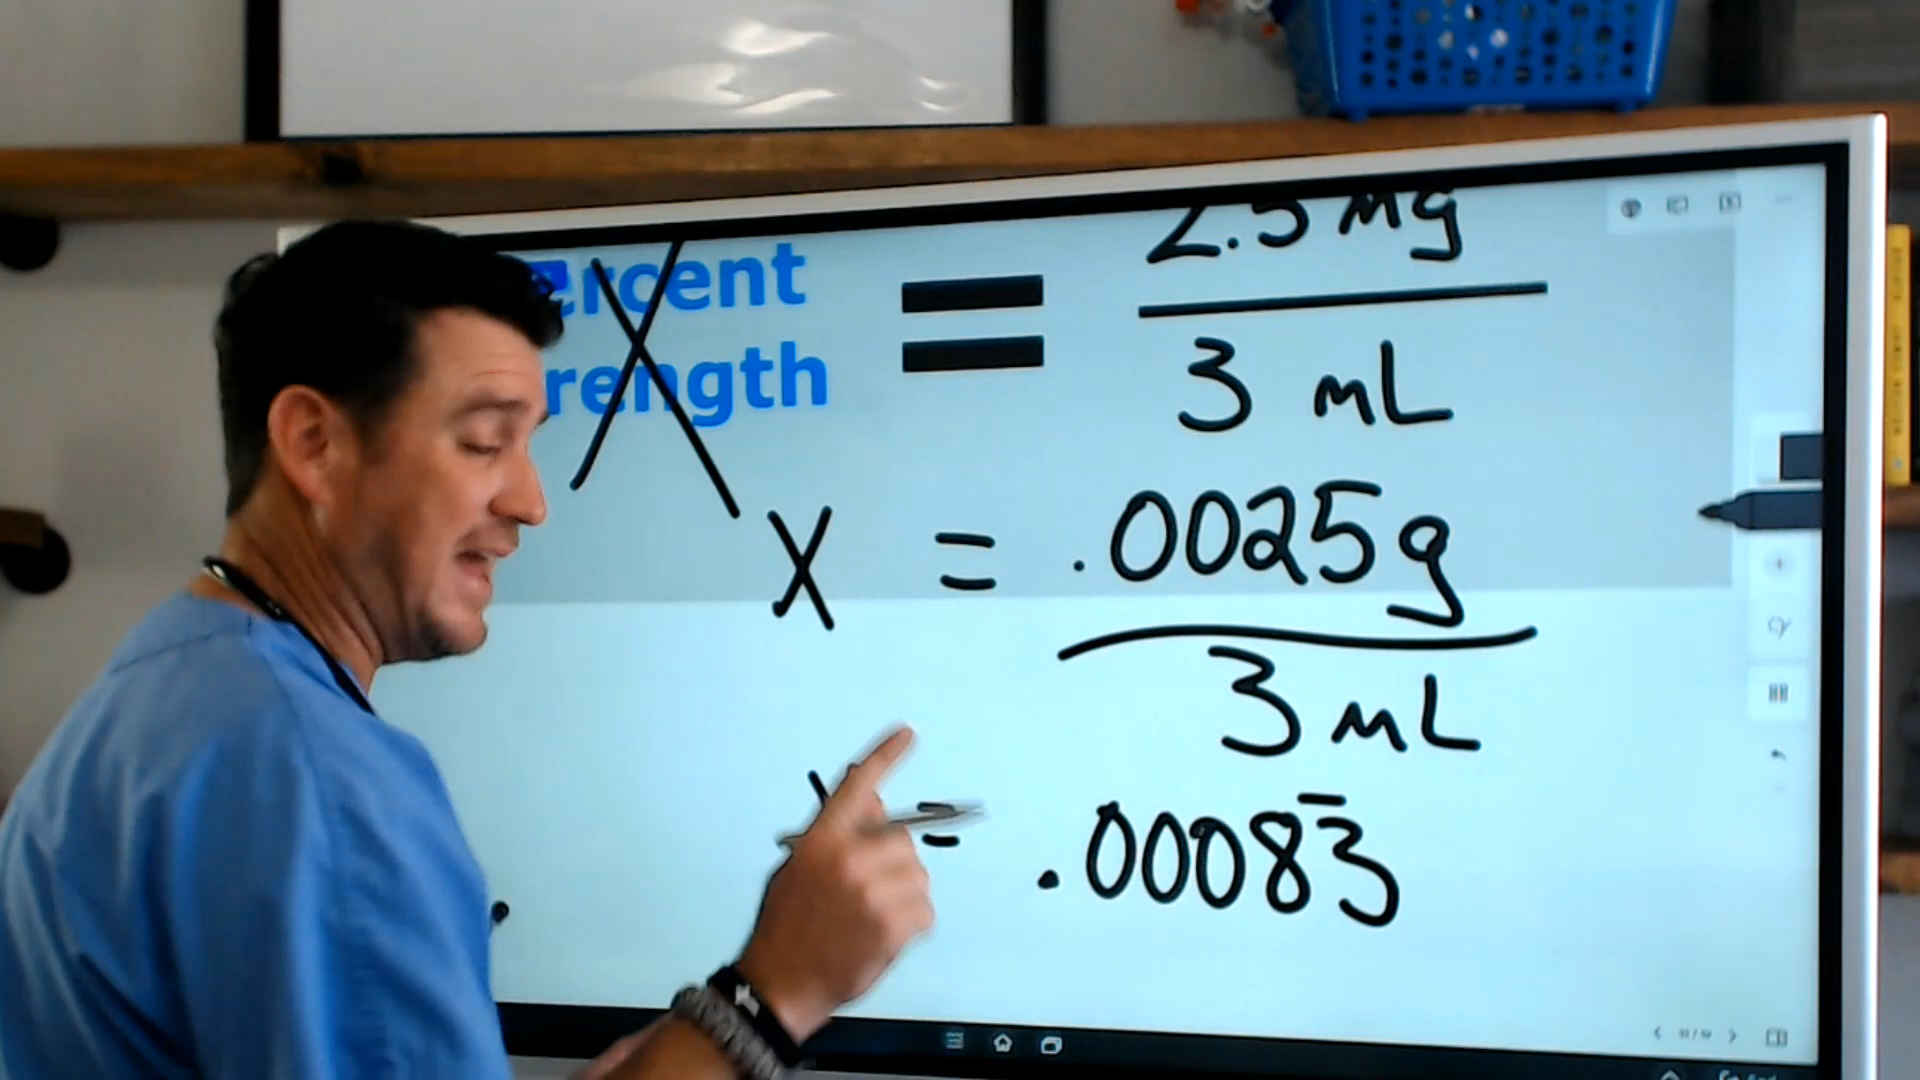 ercent
rength
X
=
2.5 mg
3 mL
X = .0025g
3 mL
= .00083̅